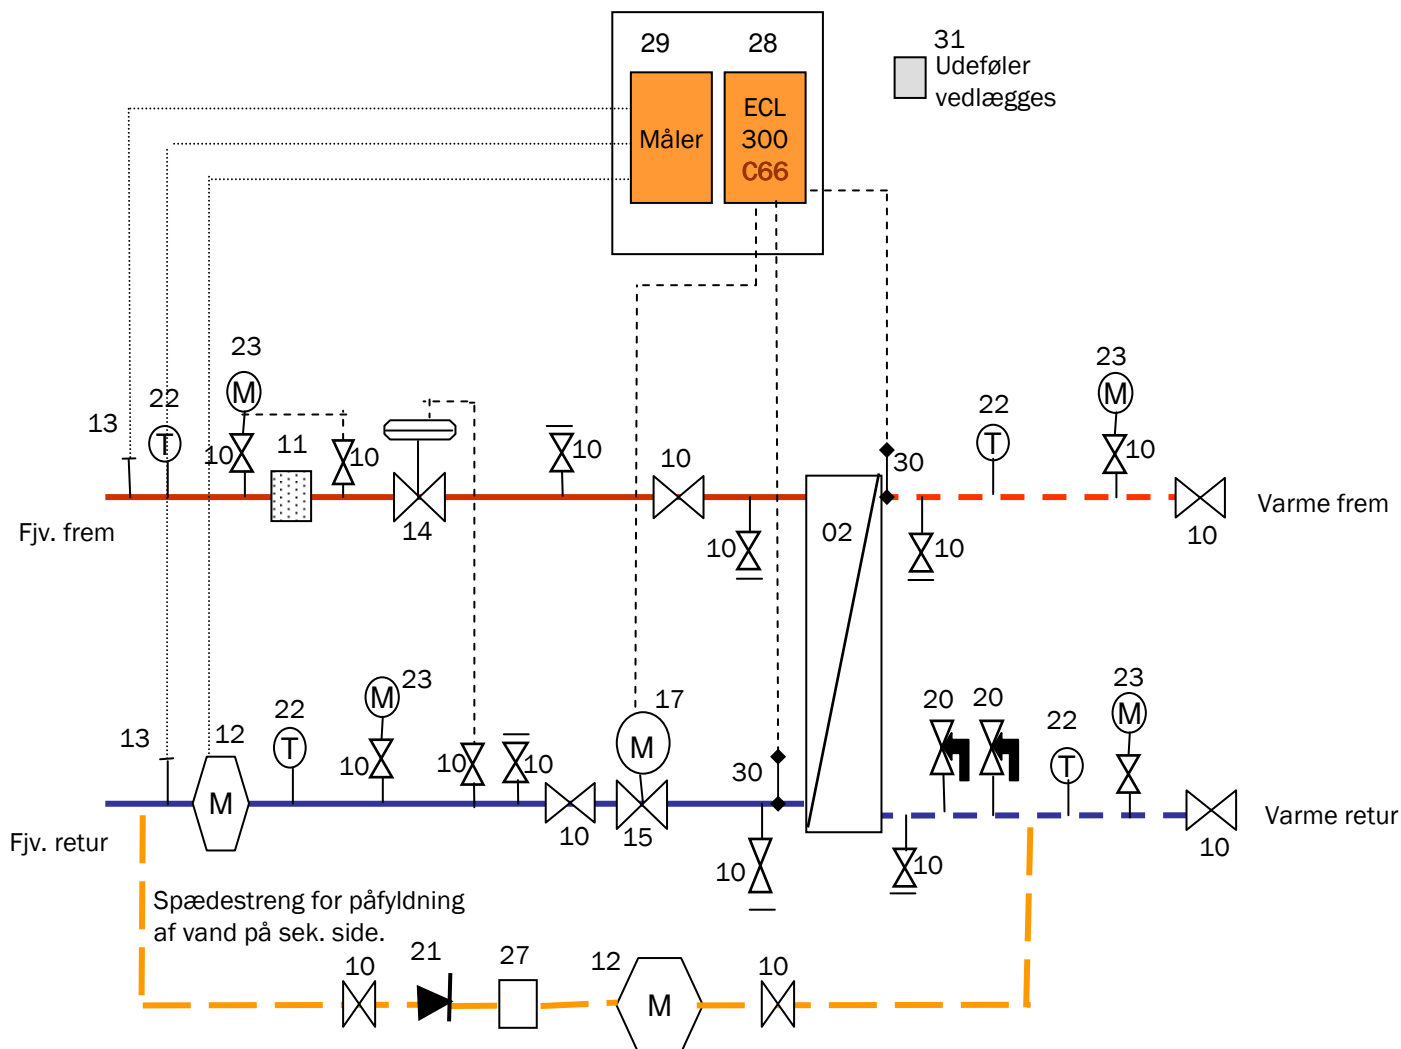 29
28
31
Udeføler
vedlægges
Måler
ECL
300
C66
23
23
22
22
13
T
M
10
11
10
14
10
10
10
30
T
M
10
10
10
10
02
Fjv. frem
Varme frem
13
12
22
M
23
17
20
20
22
23
M
T
M
10
10
10
M
30
T
M
10
15
10
10
10
Fjv. retur
Varme retur
Spædestreng for påfyldning
af vand på sek. side.
10
21
27
12
10
M